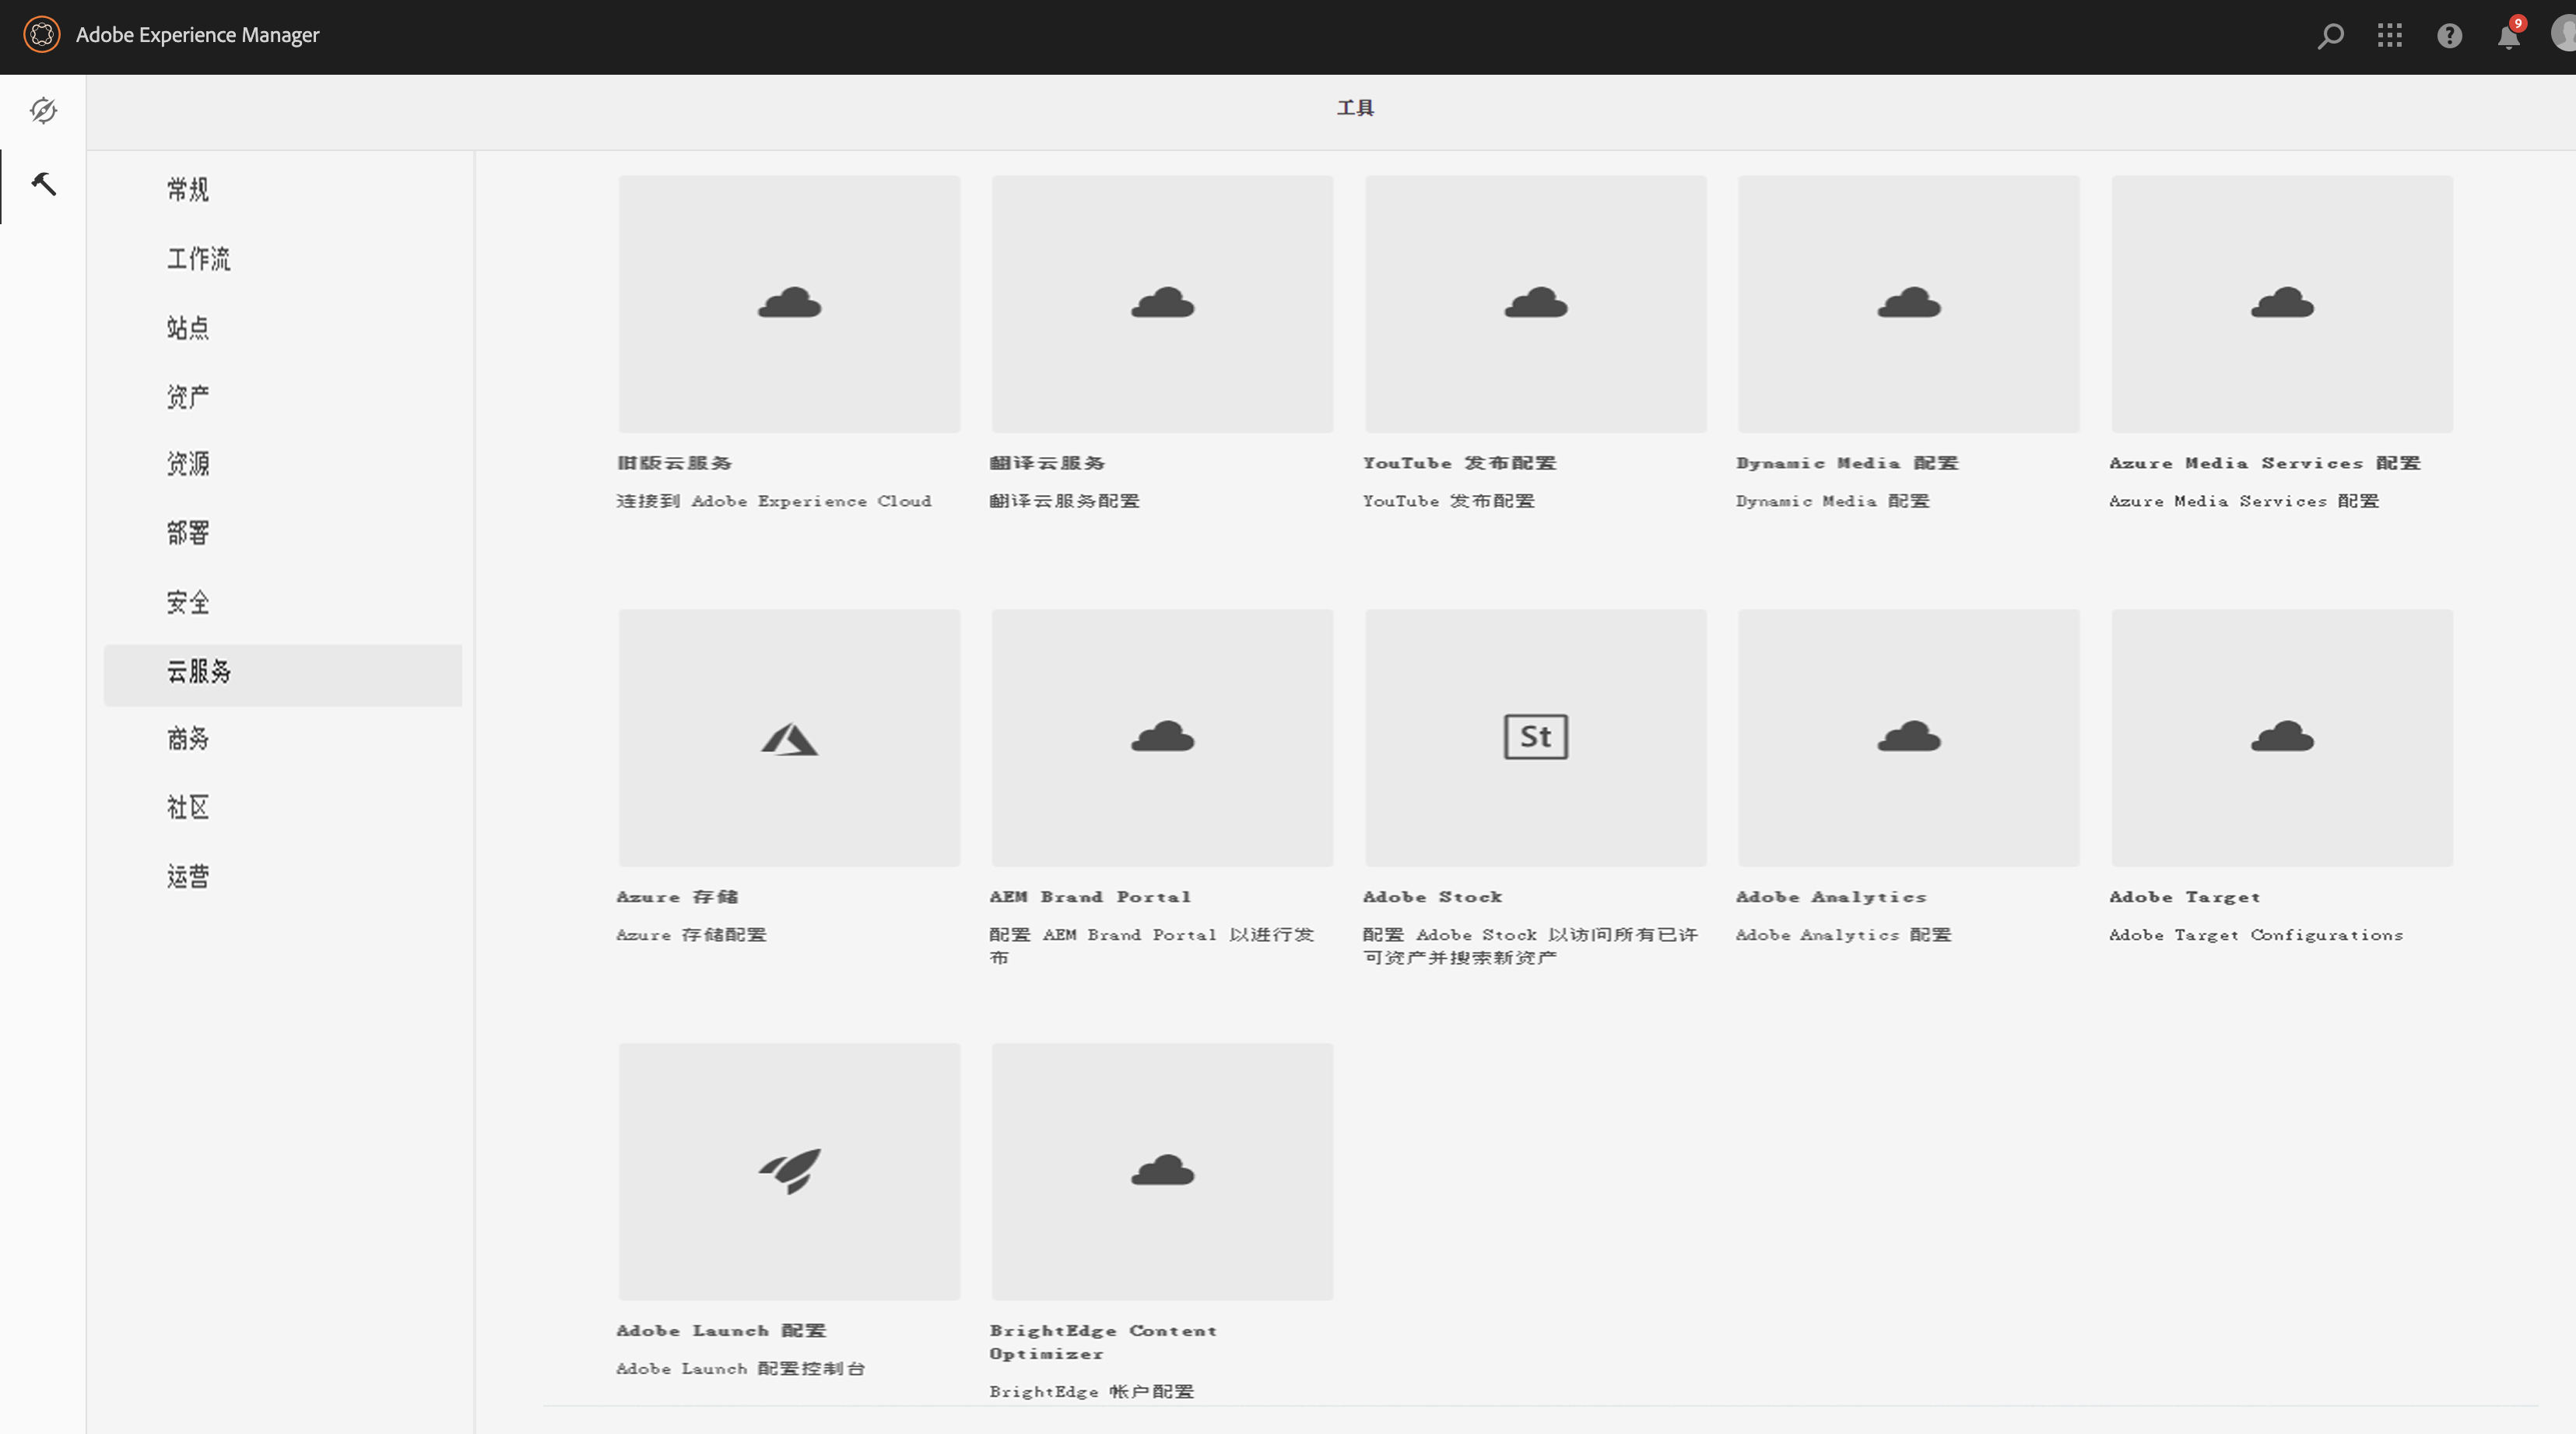 Adobe Experience Manager
9
工具
常规
工作流
站点
资产
资源
部署
安全
云服务
商务
社区
运营
旧版云服务
连接到 Adobe Experience Cloud
翻译云服务
翻译云服务配置
YouTube 发布配置
YouTube 发布配置
Dynamic Media 配置
Dynamic Media 配置
Azure Media Services 配置
Azure Media Services 配置
Azure 存储
Azure 存储配置
AEM Brand Portal
配置 AEM Brand Portal 以进行发
布
St
Adobe Stock
配置 Adobe Stock 以访问所有已许
可资产并搜索新资产
Adobe Analytics
Adobe Analytics 配置
Adobe Target
Adobe Target Configurations
Adobe Launch 配置
Adobe Launch 配置控制台
BrightEdge Content
Optimizer
BrightEdge 帐户配置